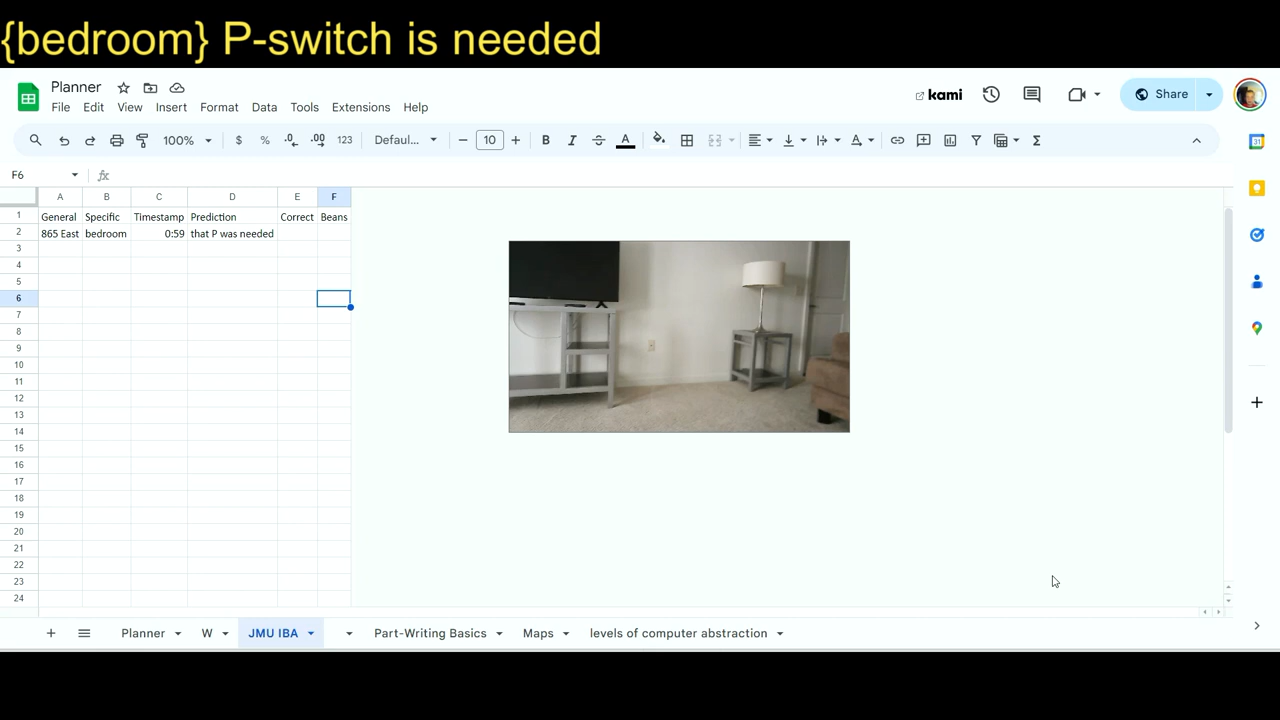 {bedroom} P-switch is needed
Planner
File Edit View Insert Format Data Tools Extensions Help
kami
Share
100% $ % .0 .00 123 Defaul... 10 B I S A
F6 fx
A B C D E F
1 General Specific Timestamp Prediction Correct Beans
2 865 East bedroom 0:59 that P was needed
3
4
5
6
7
8
9
10
11
12
13
14
15
16
17
18
19
20
21
22
23
24
Planner W JMU IBA Part-Writing Basics Maps levels of computer abstraction